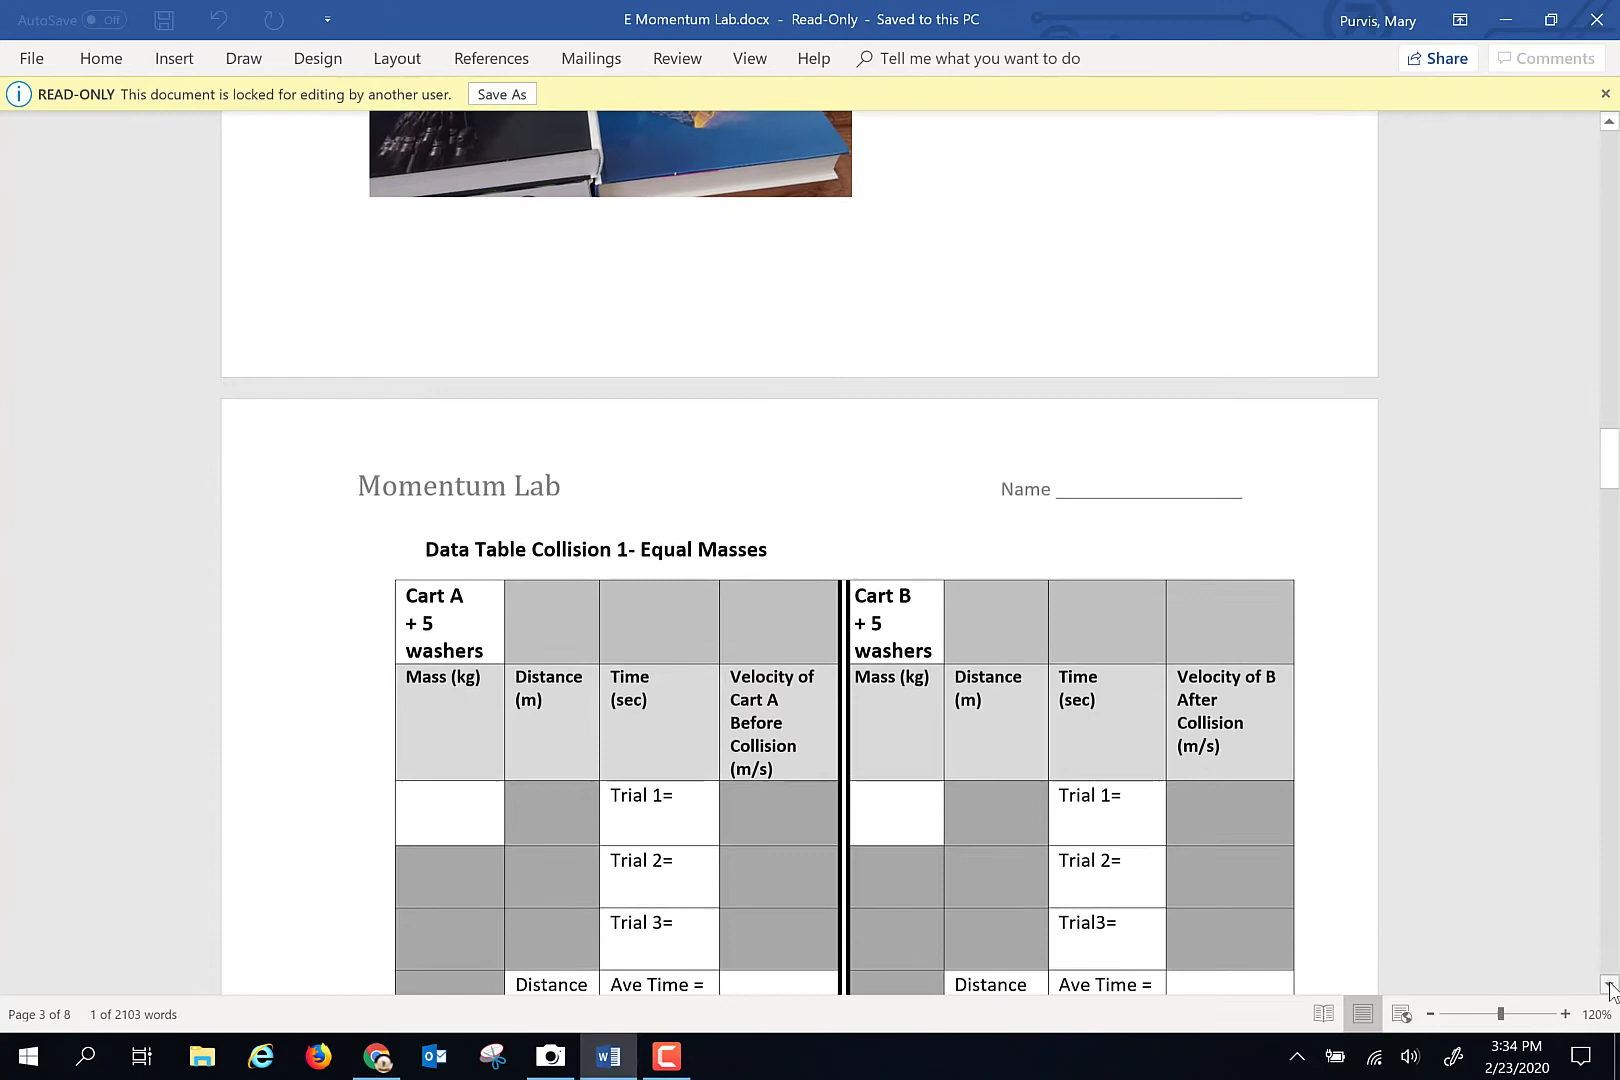 AutoSave Off
E Momentum Lab.docx - Read-Only - Saved to this PC
Purvis, Mary
File Home Insert Draw Design Layout References Mailings Review View Help Tell me what you want to do Share Comments
READ-ONLY This document is locked for editing by another user. Save As
Momentum Lab Name
Data Table Collision 1- Equal Masses
Cart A
+ 5
washers
Cart B
+ 5
washers
Mass (kg)
Distance
(m)
Time
(sec)
Velocity of
Cart A
Before
Collision
(m/s)
Mass (kg)
Distance
(m)
Time
(sec)
Velocity of B
After
Collision
(m/s)
Trial 1= Trial 1=
Trial 2= Trial 2=
Trial 3= Trial3=
Distance Ave Time = Distance Ave Time =
Page 3 of 8 1 of 2103 words 120%
3:34 PM
2/23/2020